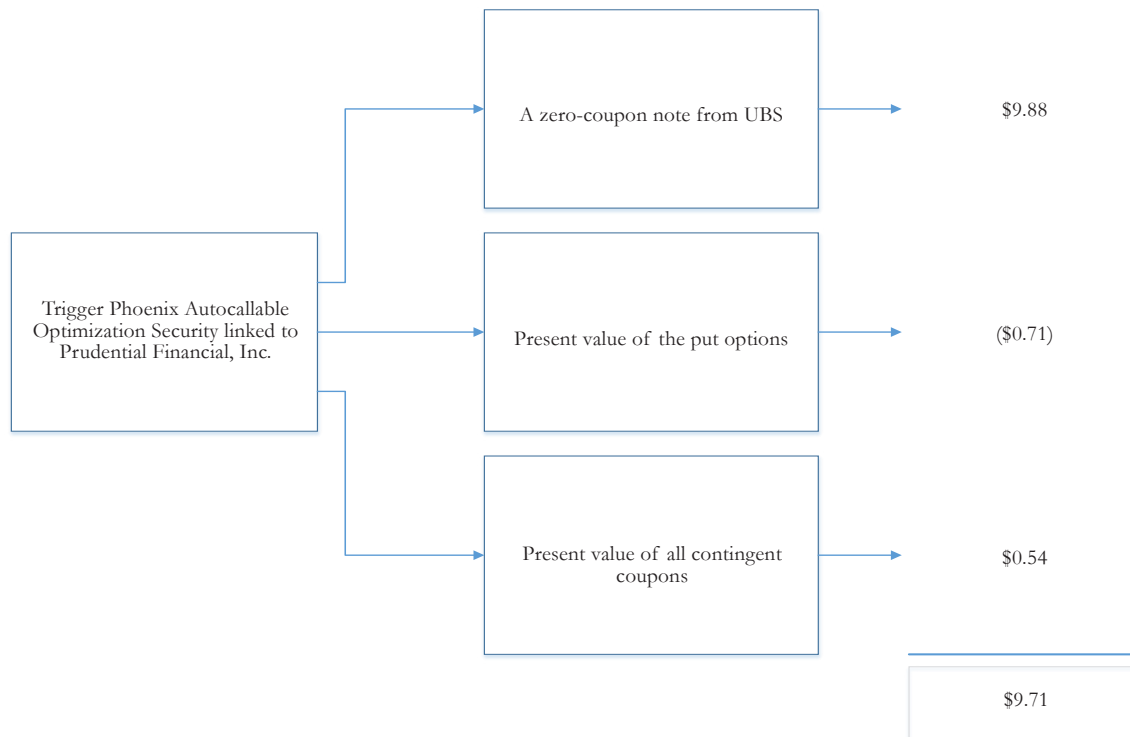 A zero-coupon note from UBS
$9.88
Trigger Phoenix Autocallable
Optimization Security linked to
Prudential Financial, Inc.
Present value of the put options
($0.71)
Present value of all contingent
coupons
$0.54
$9.71